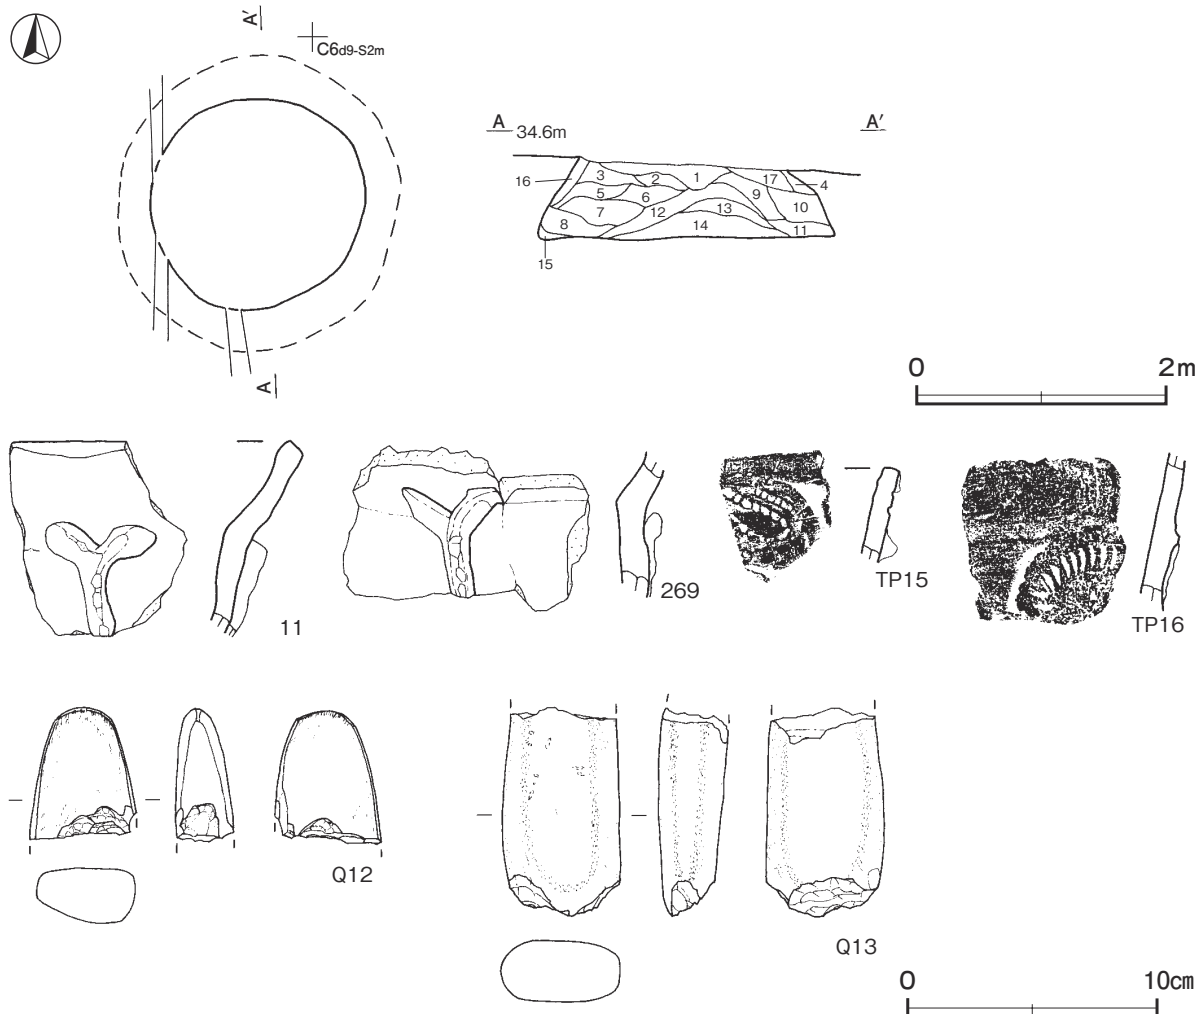 A′
C6d9-S2m
A
A 34.6m A′
16 3 2 1 17 4
5 6 9 10
7 12 13
8 14 11
15
0 2m
11
269
TP15
TP16
Q12
Q13
0 10cm